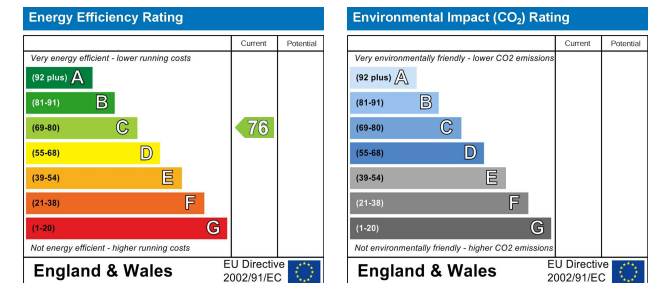 Energy Efficiency Rating
Current Potential
Very energy efficient - lower running costs
(92 plus) A
(81-91) B
(69-80) C
76
(55-68) D
(39-54) E
(21-38) F
(1-20) G
Not energy efficient - higher running costs
England & Wales
EU Directive
2002/91/EC
Environmental Impact (CO2) Rating
Current Potential
Very environmentally friendly - lower CO2 emissions
(92 plus) A
(81-91) B
(69-80) C
(55-68) D
(39-54) E
(21-38) F
(1-20) G
Not environmentally friendly - higher CO2 emissions
England & Wales
EU Directive
2002/91/EC